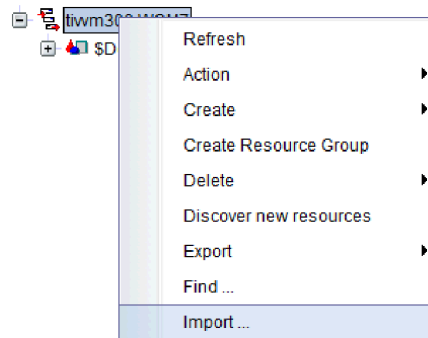 $D
Refresh
Action
Create
Create Resource Group
Delete
Discover new resources
Export
Find ...
Import ...